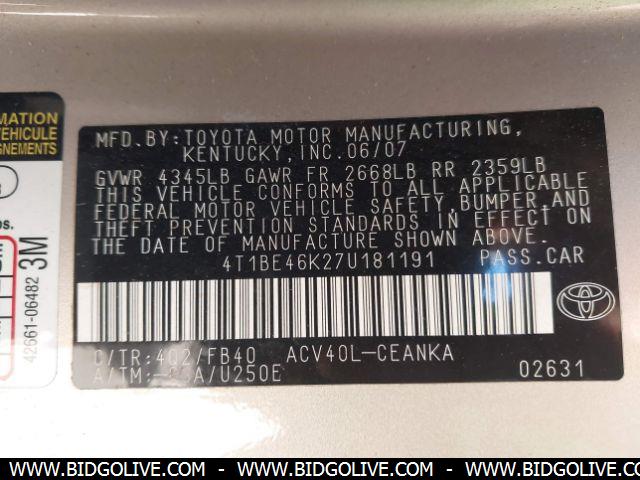 MATION
VEHICULE
GNEMENTS
3M
42661-06482
MFD.BY:TOYOTA MOTOR MANUFACTURING,
KENTUCKY,INC.06/07
GVWR 4345LB GAWR FR 2668LB RR 2359LB
THIS VEHICLE CONFORMS TO ALL APPLICABLE
FEDERAL MOTOR VEHICLE SAFETY,BUMPER,AND
THEFT PREVENTION STANDARDS IN EFFECT ON
THE DATE OF MANUFACTURE SHOWN ABOVE.
4T1BE46K27U181191 PASS.CAR
C/TR:4Q2/FB40 ACV40L-CEANKA
A/TM: /U250E 02631
TOYOTA
WWW.BIDGOLIVE.COM - WWW.BIDGOLIVE.COM - WWW.BIDGOLIVE.COM